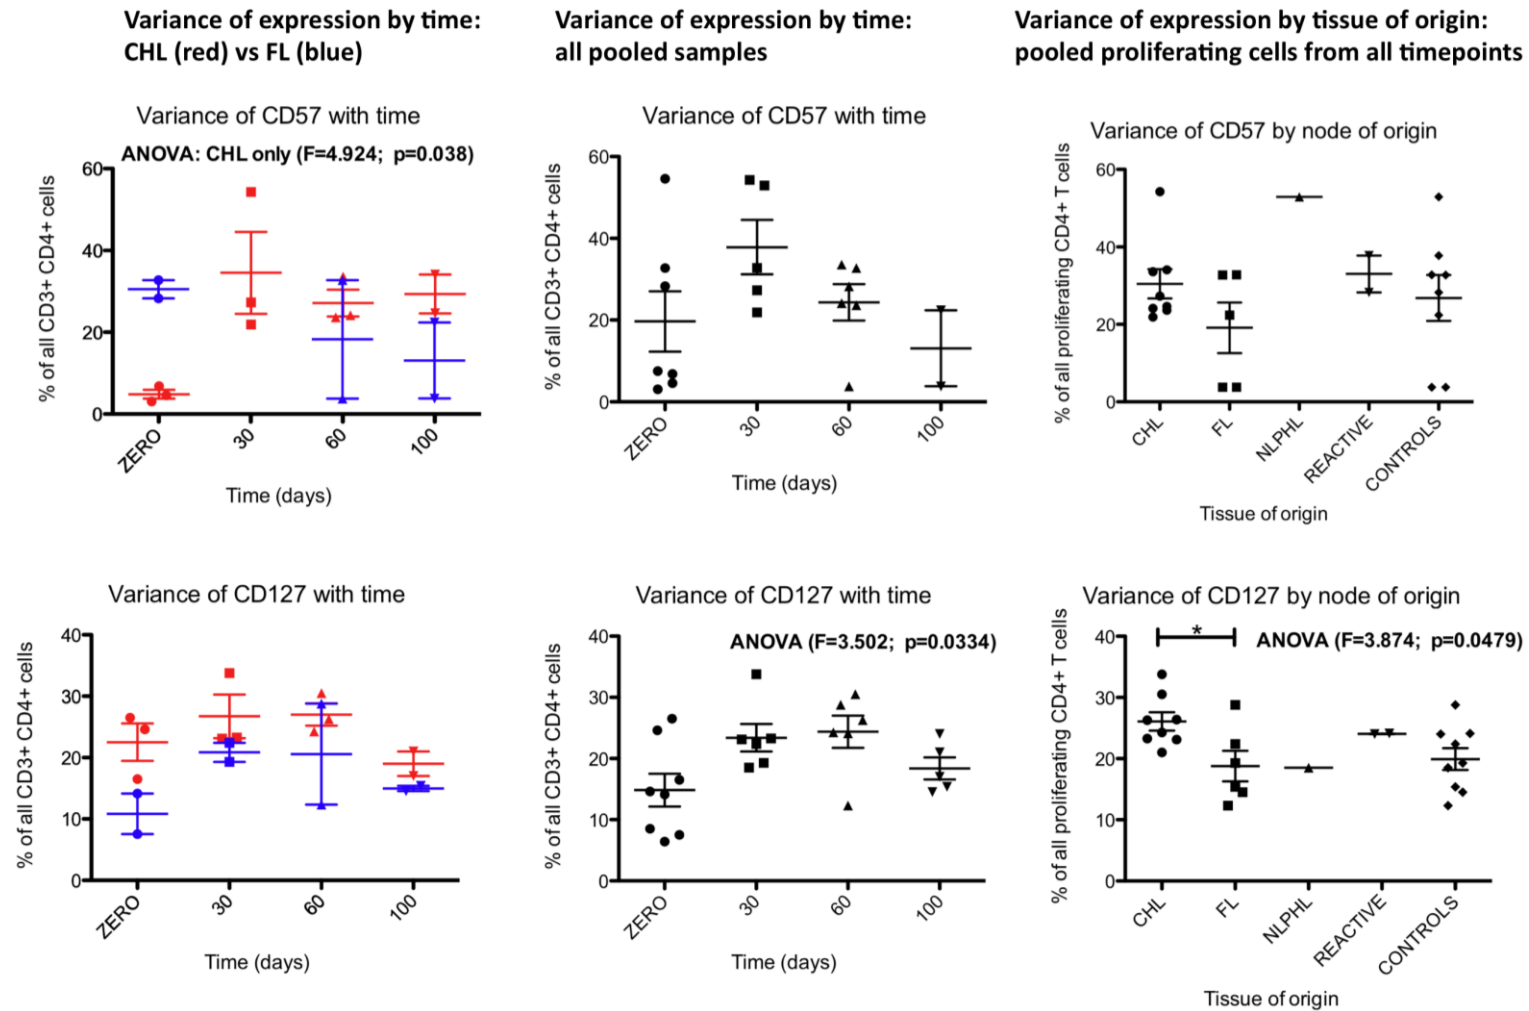 Variance of expression by time:
CHL (red) vs FL (blue)
Variance of expression by time:
all pooled samples
Variance of expression by tissue of origin:
pooled proliferating cells from all timepoints
Variance of CD57 with time
ANOVA: CHL only (F=4.924; p=0.038)
% of all CD3+ CD4+ cells
60
40
20
0
ZERO
30
60
100
Time (days)
Variance of CD57 with time
% of all CD3+ CD4+ cells
60
40
20
0
ZERO
30
60
100
Time (days)
Variance of CD57 by node of origin
% of all proliferating CD4+ T cells
60
40
20
0
CHL
FL
NLPHL
REACTIVE
CONTROLS
Tissue of origin
Variance of CD127 with time
% of all CD3+ CD4+ cells
40
30
20
10
0
ZERO
30
60
100
Time (days)
Variance of CD127 with time
ANOVA (F=3.502; p=0.0334)
% of all CD3+ CD4+ cells
40
30
20
10
0
ZERO
30
60
100
Time (days)
Variance of CD127 by node of origin
* ANOVA (F=3.874; p=0.0479)
% of all proliferating CD4+ T cells
40
30
20
10
0
CHL
FL
NLPHL
REACTIVE
CONTROLS
Tissue of origin